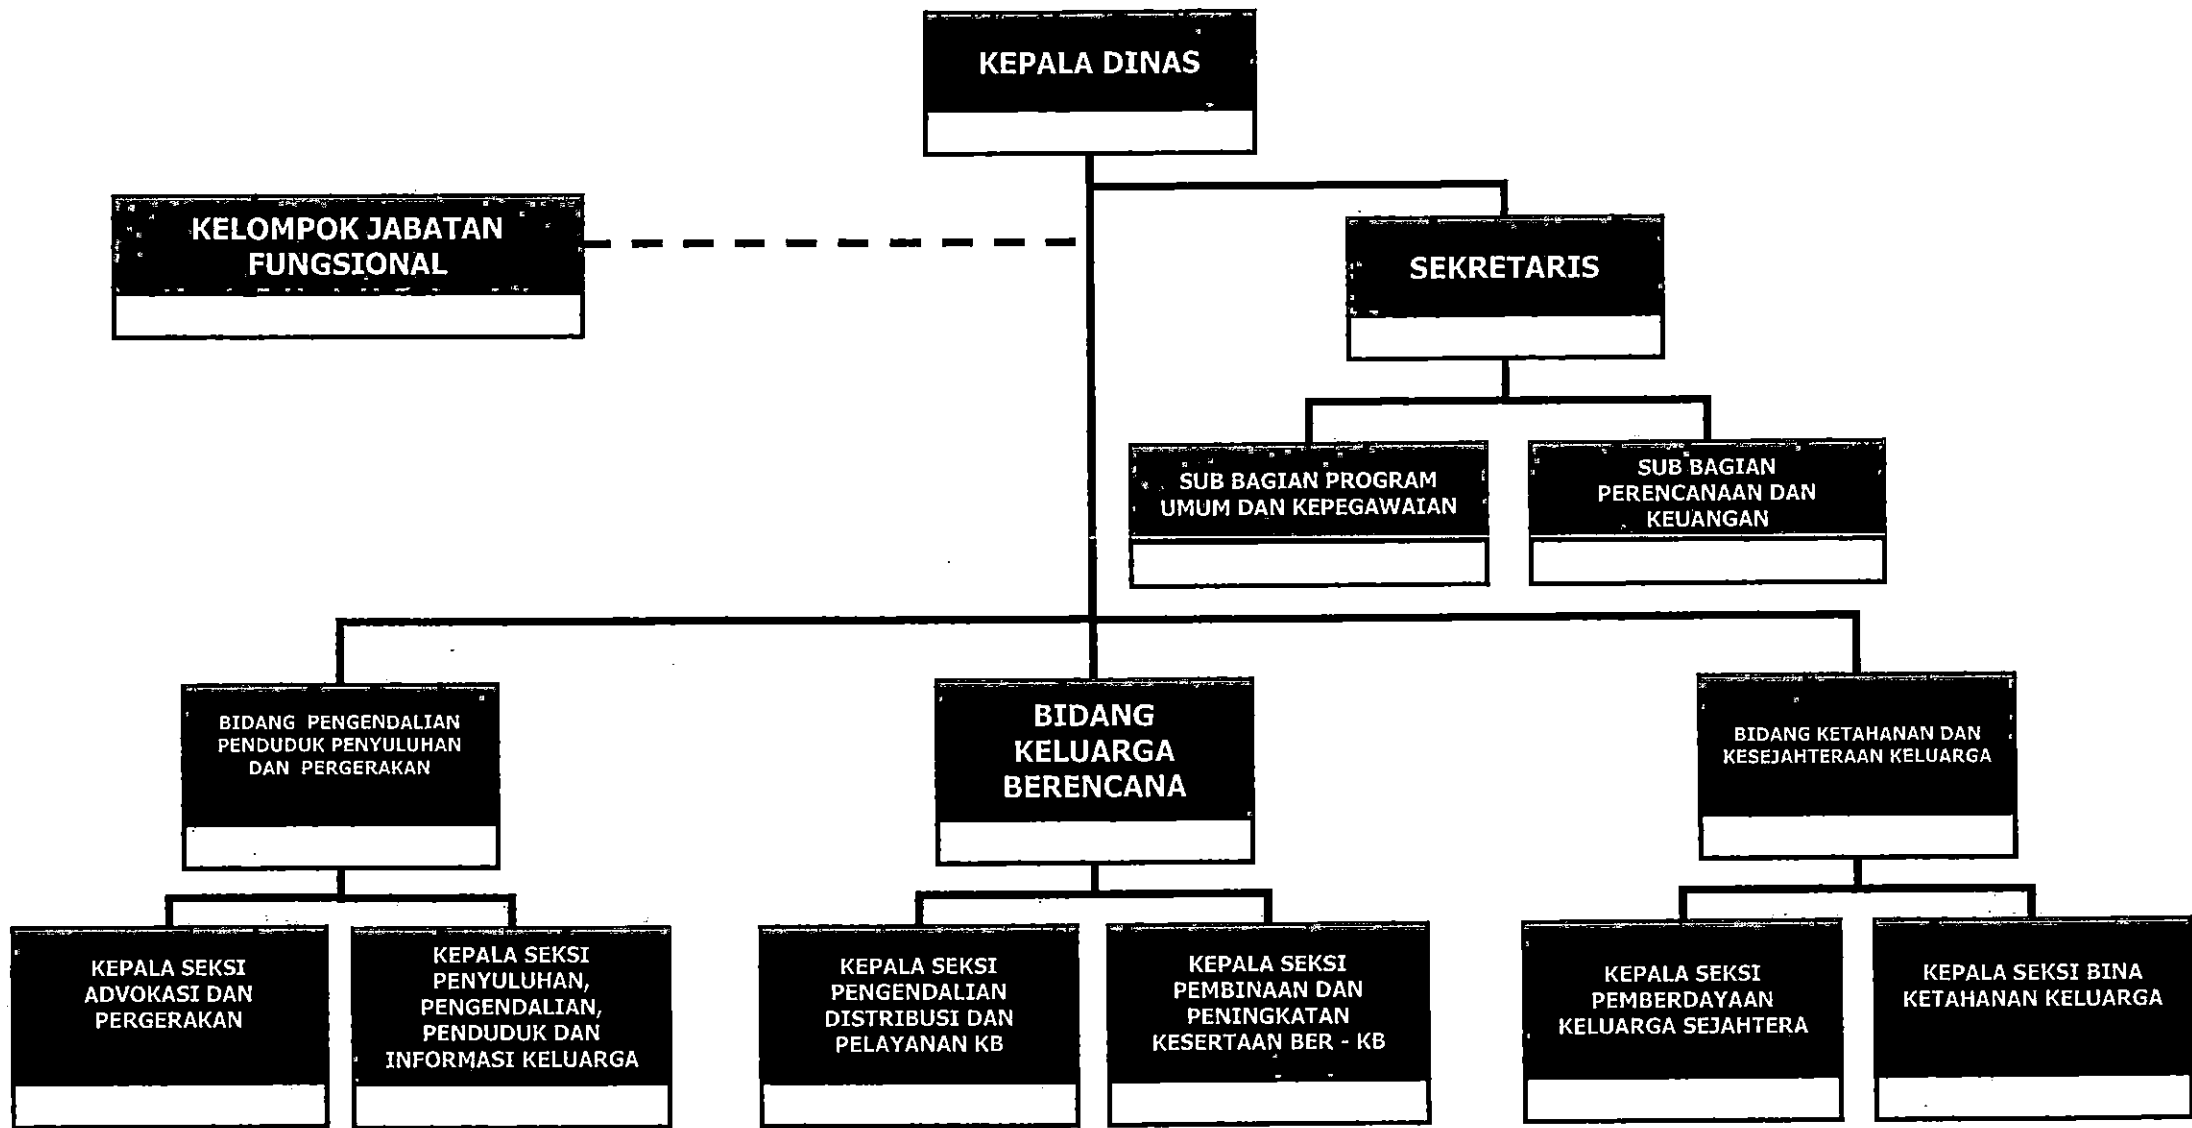 KEPALA DINAS
KELOMPOK JABATAN
FUNGSIONAL
SEKRETARIS
SUB BAGIAN PROGRAM
UMUM DAN KEPEGAWAIAN
SUB BAGIAN
PERENCANAAN DAN
KEUANGAN
BIDANG PENGENDALIAN
PENDUDUK PENYULUHAN
DAN PERGERAKAN
BIDANG
KELUARGA
BERENCANA
BIDANG KETAHANAN DAN
KESEJAHTERAAN KELUARGA
KEPALA SEKSI
ADVOKASI DAN
PERGERAKAN
KEPALA SEKSI
PENYULUHAN,
PENGENDALIAN,
PENDUDUK DAN
INFORMASI KELUARGA
KEPALA SEKSI
PENGENDALIAN
DISTRIBUSI DAN
PELAYANAN KB
KEPALA SEKSI
PEMBINAAN DAN
PENINGKATAN
KESERTAAN BER - KB
KEPALA SEKSI
PEMBERDAYAAN
KELUARGA SEJAHTERA
KEPALA SEKSI BINA
KETAHANAN KELUARGA